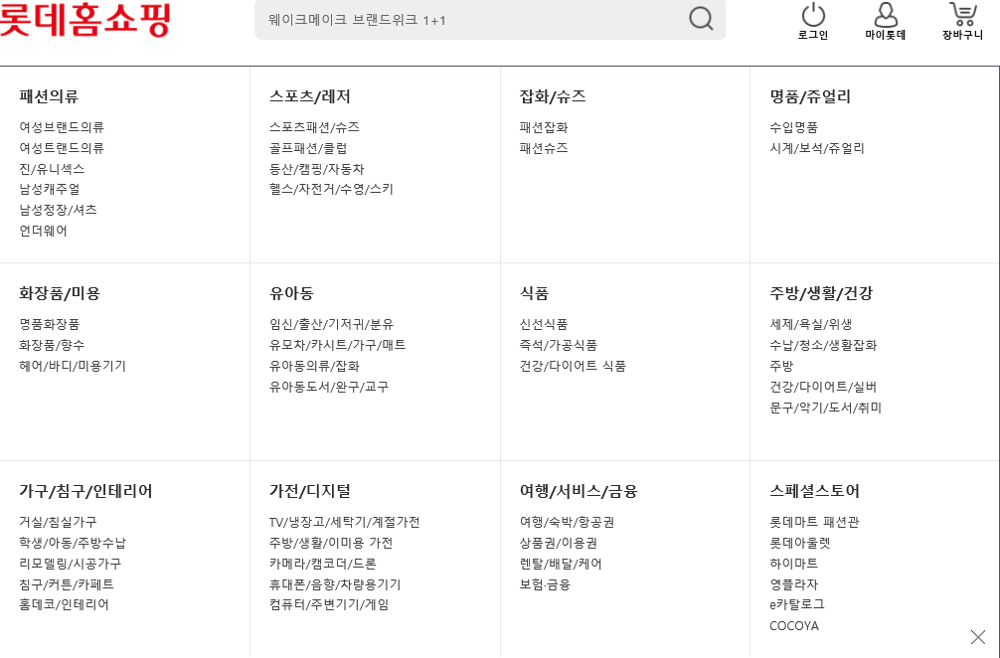 롯데홈쇼핑
웨이크메이크 브랜드위크 1+1
로그인
마이롯데
장바구니
패션의류
여성브랜드의류
여성트랜드의류
진/유니섹스
남성캐주얼
남성정장/셔츠
언더웨어
스포츠/레저
스포츠패션/슈즈
골프패션/클럽
등산/캠핑/자동차
헬스/자전거/수영/스키
잡화/슈즈
패션잡화
패션슈즈
명품/쥬얼리
수입명품
시계/보석/쥬얼리
화장품/미용
명품화장품
화장품/향수
헤어/바디/미용기기
유아동
임신/출산/기저귀/분유
유모차/카시트/가구/매트
유아동의류/잡화
유아동도서/완구/교구
식품
신선식품
즉석/가공식품
건강/다이어트 식품
주방/생활/건강
세제/욕실/위생
수납/청소/생활잡화
주방
건강/다이어트/실버
문구/악기/도서/취미
가구/침구/인테리어
거실/침실가구
학생/아동/주방수납
리모델링/시공가구
침구/커튼/카페트
홈데코/인테리어
가전/디지털
TV/냉장고/세탁기/계절가전
주방/생활/이미용 가전
카메라/캠코더/드론
휴대폰/음향/차량용기기
컴퓨터/주변기기/게임
여행/서비스/금융
여행/숙박/항공권
상품권/이용권
렌탈/배달/케어
보험·금융
스페셜스토어
롯데마트 패션관
롯데아울렛
하이마트
영플라자
e카탈로그
COCOYA